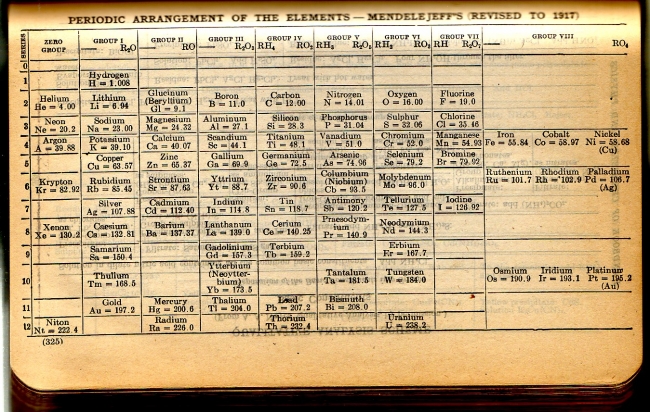 PERIODIC ARRANGEMENT OF THE ELEMENTS — MENDELEJEFF'S (REVISED TO 1917)
SERIES ZERO GROUP GROUP I — R₂O GROUP II — RO GROUP III — R₂O₃ GROUP IV RH₄ RO₂ GROUP V RH₃ R₂O₅ GROUP VI RH₂ RO₃ GROUP VII RH R₂O₇ GROUP VIII — RO₄
0
1 Hydrogen
H = 1.008
2 Helium Lithium Glucinum (Beryllium) Boron Carbon Nitrogen Oxygen Fluorine
He = 4.00 Li = 6.94 Gl = 9.1 B = 11.0 C = 12.00 N = 14.01 O = 16.00 F = 19.0
3 Neon Sodium Magnesium Aluminum Silicon Phosphorus Sulphur Chlorine
Ne = 20.2 Na = 23.00 Mg = 24.32 Al = 27.1 Si = 28.3 P = 31.04 S = 32.06 Cl = 35.46
4 Argon Potassium Calcium Scandium Titanium Vanadium Chromium Manganese Iron Cobalt Nickel
A = 39.88 K = 39.10 Ca = 40.07 Sc = 44.1 Ti = 48.1 V = 51.0 Cr = 52.0 Mn = 54.93 Fe = 55.84 Co = 58.97 Ni = 58.68
(Cu)
5 Copper Zinc Gallium Germanium Arsenic Selenium Bromine
Cu = 63.57 Zn = 65.37 Ga = 69.9 Ge = 72.5 As = 74.96 Se = 79.2 Br = 79.92
6 Krypton Rubidium Strontium Yttrium Zirconium Columbium (Niobium) Molybdenum Ruthenium Rhodium Palladium
Kr = 82.92 Rb = 85.45 Sr = 87.63 Yt = 88.7 Zr = 90.6 Cb = 93.5 Mo = 96.0 Ru = 101.7 Rh = 102.9 Pd = 106.7
(Ag)
7 Silver Cadmium Indium Tin Antimony Tellurium Iodine
Ag = 107.88 Cd = 112.40 In = 114.8 Sn = 118.7 Sb = 120.2 Te = 127.5 I = 126.92
8 Xenon Caesium Barium Lanthanum Cerium Praesodymium Neodymium
Xe = 130.2 Cs = 132.81 Ba = 137.37 La = 139.0 Ce = 140.25 Pr = 140.9 Nd = 144.3
9 Samarium Gadolinium Terbium Erbium
Sa = 150.4 Gd = 157.3 Tb = 159.2 Er = 167.7
10 Thulium Ytterbium (Neoytterbium) Tantalum Tungsten Osmium Iridium Platinum
Tm = 168.5 Yb = 173.5 Ta = 181.5 W = 184.0 Os = 190.9 Ir = 193.1 Pt = 195.2
(Au)
11 Gold Mercury Thalium Lead Bismuth
Au = 197.2 Hg = 200.6 Tl = 204.0 Pb = 207.2 Bi = 208.0
12 Niton Radium Thorium Uranium
Nt = 222.4 Ra = 226.0 Th = 232.4 U = 238.2
(325)